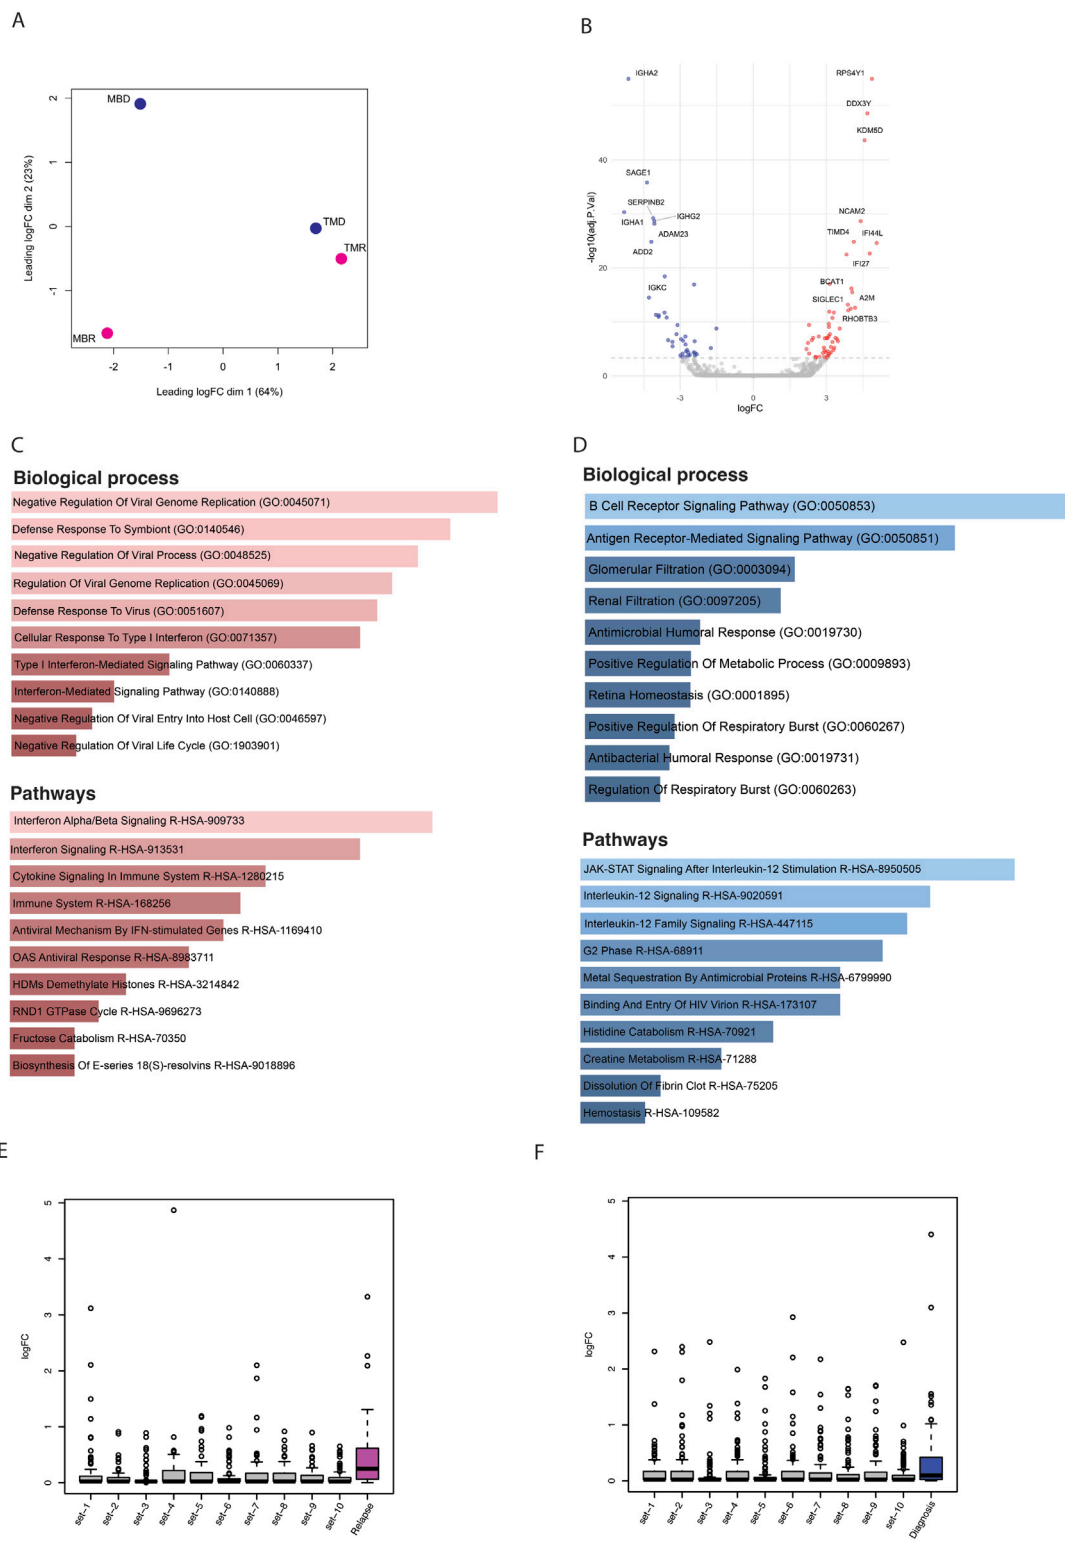 A
B
MBD
TMD
TMR
MBR
2
1
0
-1
-2
-1
0
1
2
Leading logFC dim 2 (23%)
Leading logFC dim 1 (64%)
IGHA2
RPS4Y1
DDX3Y
KDM5D
SAGE1
SERPINB2
IGHG2
IGHA1
ADAM23
ADD2
IGKC
NCAM2
TIMD4
IFI44L
IFI27
BCAT1
SIGLEC1
A2M
RHOBTB3
-log10(adj.P.Val)
40
20
0
-3
0
3
logFC
C
Biological process
Negative Regulation Of Viral Genome Replication (GO:0045071)
Defense Response To Symbiont (GO:0140546)
Negative Regulation Of Viral Process (GO:0048525)
Regulation Of Viral Genome Replication (GO:0045069)
Defense Response To Virus (GO:0051607)
Cellular Response To Type I Interferon (GO:0071357)
Type I Interferon-Mediated Signaling Pathway (GO:0060337)
Interferon-Mediated Signaling Pathway (GO:0140888)
Negative Regulation Of Viral Entry Into Host Cell (GO:0046597)
Negative Regulation Of Viral Life Cycle (GO:1903901)
Pathways
Interferon Alpha/Beta Signaling R-HSA-909733
Interferon Signaling R-HSA-913531
Cytokine Signaling In Immune System R-HSA-1280215
Immune System R-HSA-168256
Antiviral Mechanism By IFN-stimulated Genes R-HSA-1169410
OAS Antiviral Response R-HSA-8983711
HDMs Demethylate Histones R-HSA-3214842
RND1 GTPase Cycle R-HSA-9696273
Fructose Catabolism R-HSA-70350
Biosynthesis Of E-series 18(S)-resolvins R-HSA-9018896
D
Biological process
B Cell Receptor Signaling Pathway (GO:0050853)
Antigen Receptor-Mediated Signaling Pathway (GO:0050851)
Glomerular Filtration (GO:0003094)
Renal Filtration (GO:0097205)
Antimicrobial Humoral Response (GO:0019730)
Positive Regulation Of Metabolic Process (GO:0009893)
Retina Homeostasis (GO:0001895)
Positive Regulation Of Respiratory Burst (GO:0060267)
Antibacterial Humoral Response (GO:0019731)
Regulation Of Respiratory Burst (GO:0060263)
Pathways
JAK-STAT Signaling After Interleukin-12 Stimulation R-HSA-8950505
Interleukin-12 Signaling R-HSA-9020591
Interleukin-12 Family Signaling R-HSA-447115
G2 Phase R-HSA-68911
Metal Sequestration By Antimicrobial Proteins R-HSA-6799990
Binding And Entry Of HIV Virion R-HSA-173107
Histidine Catabolism R-HSA-70921
Creatine Metabolism R-HSA-71288
Dissolution Of Fibrin Clot R-HSA-75205
Hemostasis R-HSA-109582
E
logFC
5
4
3
2
1
0
set-1
set-2
set-3
set-4
set-5
set-6
set-7
set-8
set-9
set-10
Relapse
F
logFC
5
4
3
2
1
0
set-1
set-2
set-3
set-4
set-5
set-6
set-7
set-8
set-9
set-10
Diagnosis